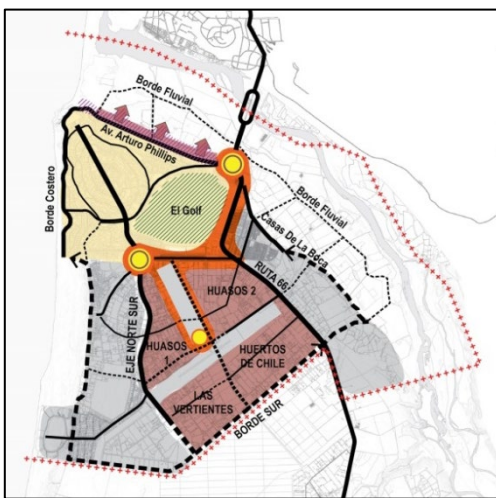 Borde Fluvial
Av. Arturo Phillips
Borde Costero
El Golf
Borde Fluvial
Casas De La Boca
RUTA 66
EJE NORTE SUR
HUASOS 2
HUASOS
1
HUERTOS
DE CHILE
LAS
VERTIENTES
BORDE SUR